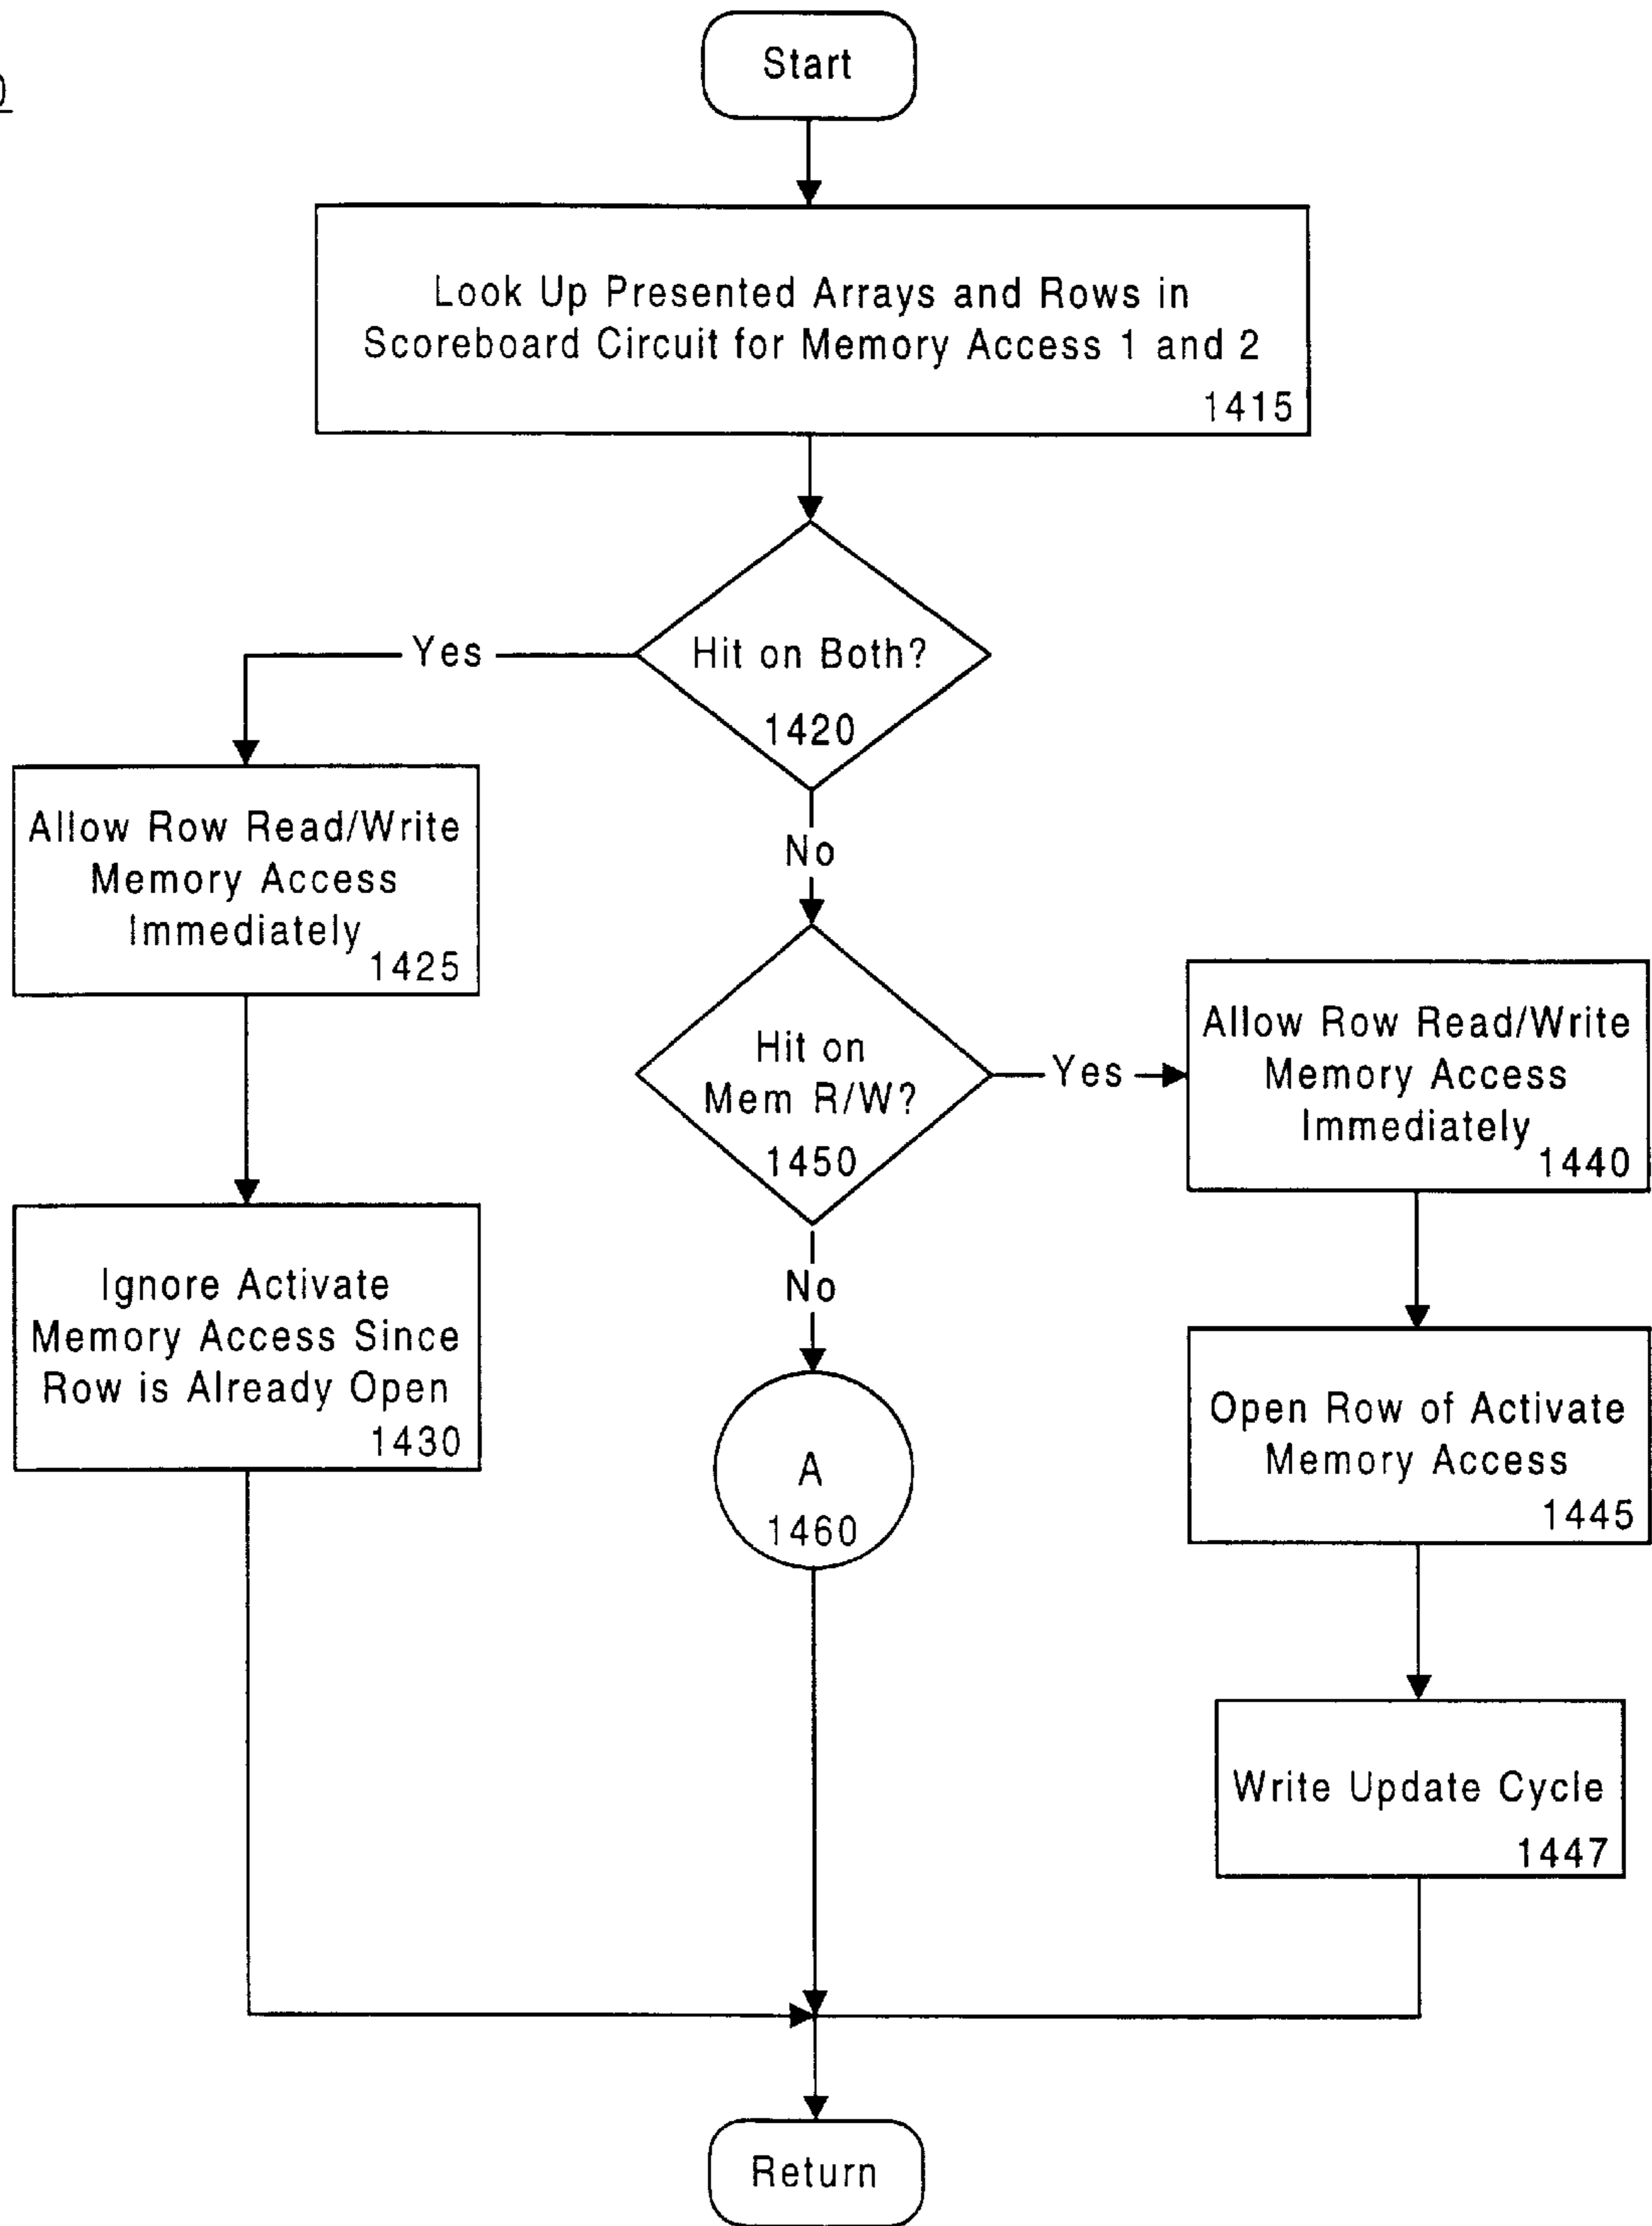 Start
Look Up Presented Arrays and Rows in
Scoreboard Circuit for Memory Access 1 and 2
1415
Hit on Both?
1420
Yes
No
Allow Row Read/Write
Memory Access
Immediately
1425
Hit on
Mem R/W?
1450
Yes
No
Allow Row Read/Write
Memory Access
Immediately
1440
Ignore Activate
Memory Access Since
Row is Already Open
1430
A
1460
Open Row of Activate
Memory Access
1445
Write Update Cycle
1447
Return